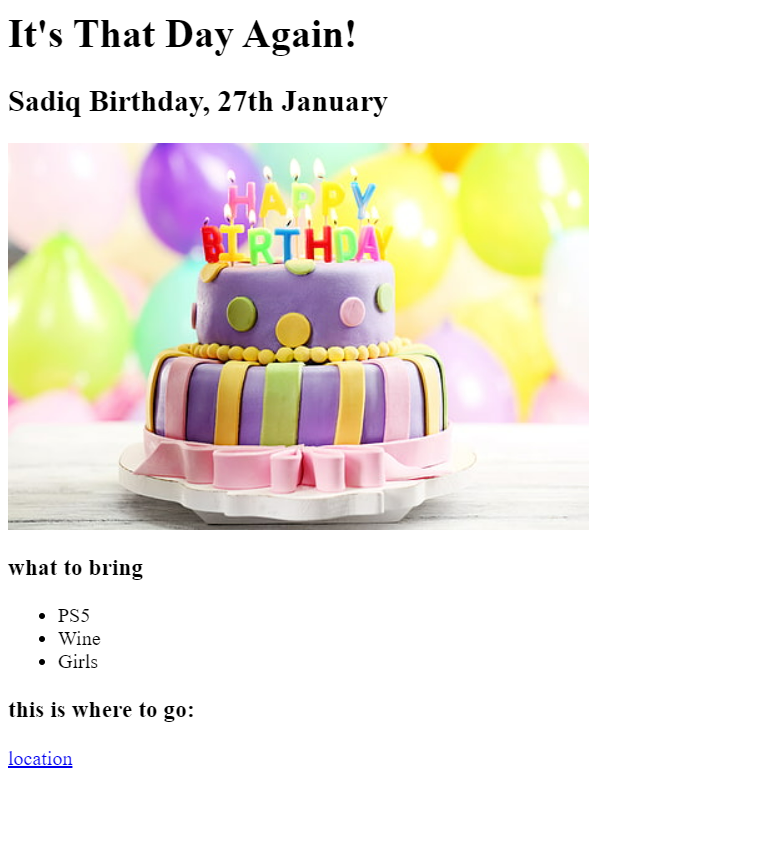 It's That Day Again!
Sadiq Birthday, 27th January
HAPPY
BIRTHDAY
what to bring
PS5
Wine
Girls
this is where to go:
location